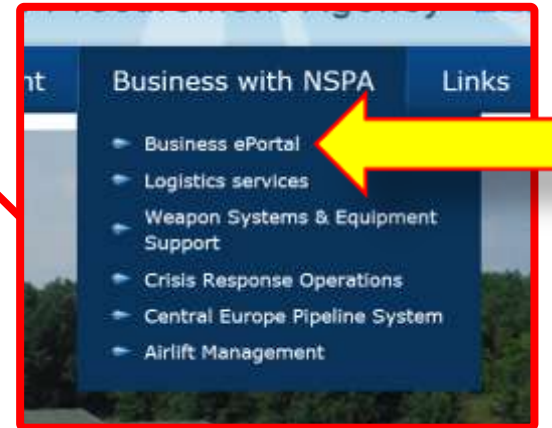 nt Business with NSPA Links
Business ePortal
Logistics services
Weapon Systems & Equipment
Support
Crisis Response Operations
Central Europe Pipeline System
Airlift Management